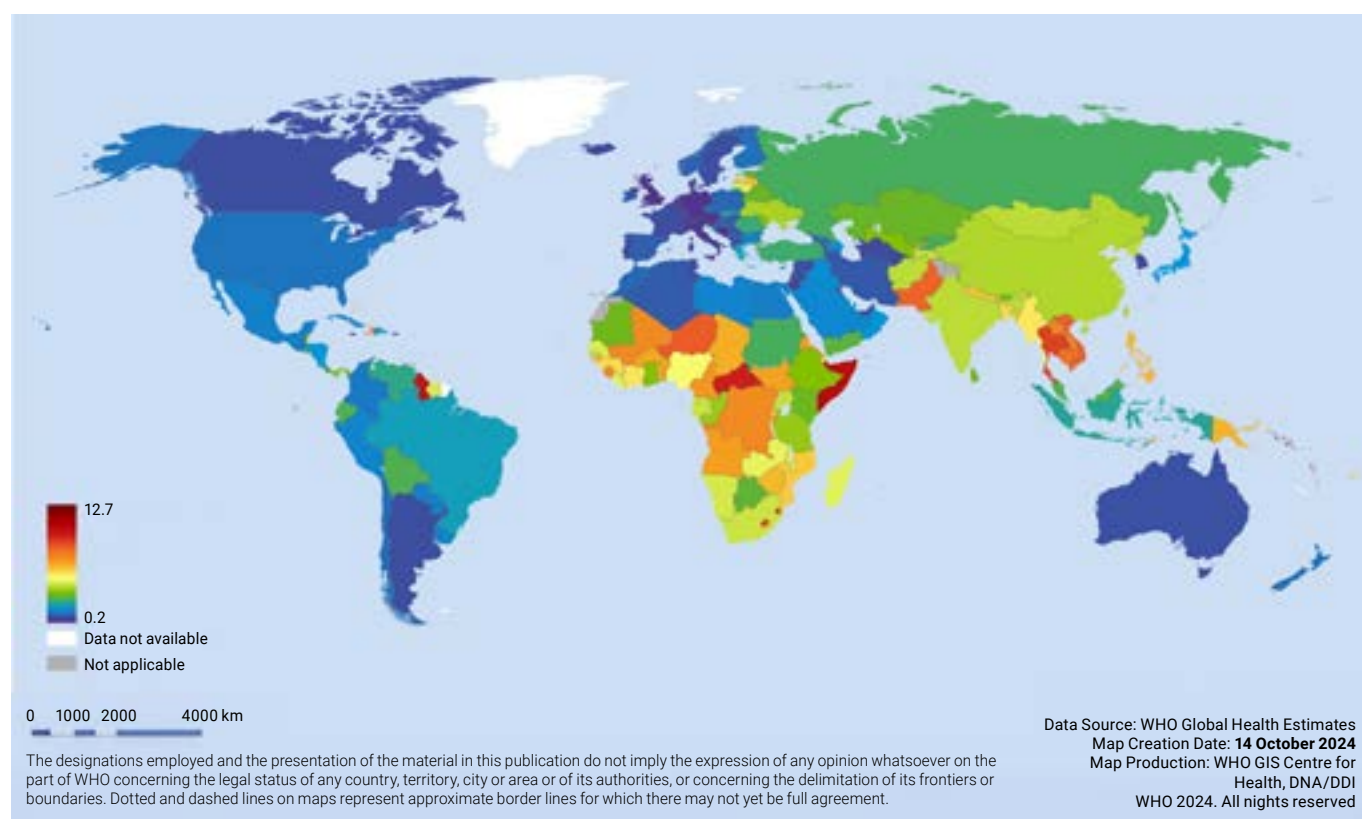 12.7
0.2
Data not available
Not applicable
0 1000 2000 4000 km
The designations employed and the presentation of the material in this publication do not imply the expression of any opinion whatsoever on the
part of WHO concerning the legal status of any country, territory, city or area or of its authorities, or concerning the delimitation of its frontiers or
boundaries. Dotted and dashed lines on maps represent approximate border lines for which there may not yet be full agreement.
Data Source: WHO Global Health Estimates
Map Creation Date: 14 October 2024
Map Production: WHO GIS Centre for
Health, DNA/DDI
WHO 2024. All rights reserved